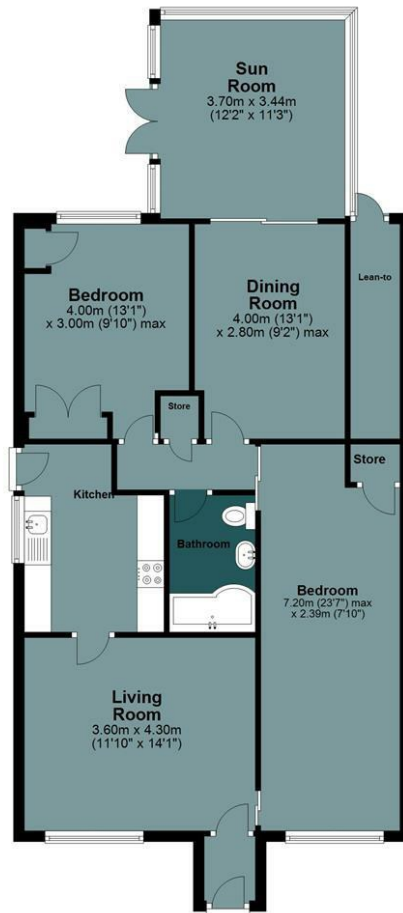 Sun
Room
3.70m x 3.44m
(12'2" x 11'3")
Lean-to
Bedroom
4.00m (13'1")
x 3.00m (9'10") max
Dining
Room
4.00m (13'1")
x 2.80m (9'2") max
Store
Store
Kitchen
Bathroom
Bedroom
7.20m (23'7") max
x 2.39m (7'10")
Living
Room
3.60m x 4.30m
(11'10" x 14'1")